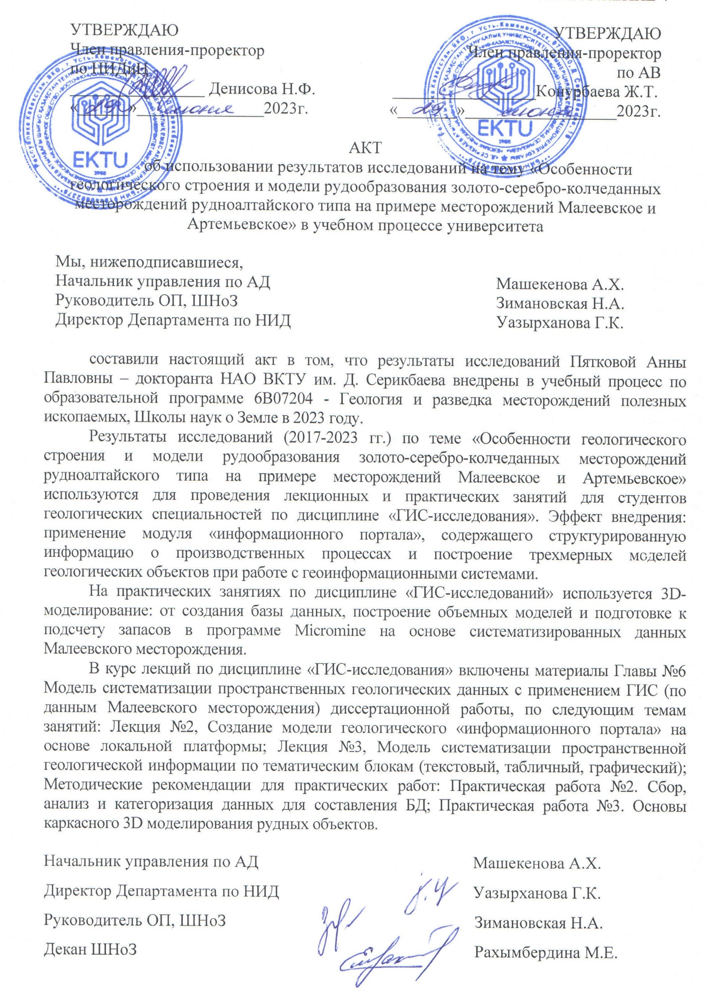 УТВЕРЖДАЮ
Член правления-проректор
по НИДиЦ
Денисова Н.Ф.
«29» июня 2023г.
УТВЕРЖДАЮ
Член правления-проректор
по АВ
Конурбаева Ж.Т.
«29» июня 2023г.
EKTU
1958
EKTU
1958
АКТ
об использовании результатов исследований на тему «Особенности
геологического строения и модели рудообразования золото-серебро-колчеданных
месторождений рудноалтайского типа на примере месторождений Малеевское и
Артемьевское» в учебном процессе университета
Мы, нижеподписавшиеся,
Начальник управления по АД Машекенова А.Х.
Руководитель ОП, ШНоЗ Зимановская Н.А.
Директор Департамента по НИД Уазырханова Г.К.
составили настоящий акт в том, что результаты исследований Пятковой Анны
Павловны – докторанта НАО ВКТУ им. Д. Серикбаева внедрены в учебный процесс по
образовательной программе 6В07204 - Геология и разведка месторождений полезных
ископаемых, Школы наук о Земле в 2023 году.
Результаты исследований (2017-2023 гг.) по теме «Особенности геологического
строения и модели рудообразования золото-серебро-колчеданных месторождений
рудноалтайского типа на примере месторождений Малеевское и Артемьевское»
используются для проведения лекционных и практических занятий для студентов
геологических специальностей по дисциплине «ГИС-исследования». Эффект внедрения:
применение модуля «информационного портала», содержащего структурированную
информацию о производственных процессах и построение трехмерных моделей
геологических объектов при работе с геоинформационными системами.
На практических занятиях по дисциплине «ГИС-исследований» используется 3D-
моделирование: от создания базы данных, построение объемных моделей и подготовке к
подсчету запасов в программе Micromine на основе систематизированных данных
Малеевского месторождения.
В курс лекций по дисциплине «ГИС-исследования» включены материалы Главы №6
Модель систематизации пространственных геологических данных с применением ГИС (по
данным Малеевского месторождения) диссертационной работы, по следующим темам
занятий: Лекция №2, Создание модели геологического «информационного портала» на
основе локальной платформы; Лекция №3, Модель систематизации пространственной
геологической информации по тематическим блокам (текстовый, табличный, графический);
Методические рекомендации для практических работ: Практическая работа №2. Сбор,
анализ и категоризация данных для составления БД; Практическая работа №3. Основы
каркасного 3D моделирования рудных объектов.
Начальник управления по АД Машекенова А.Х.
Директор Департамента по НИД Уазырханова Г.К.
Руководитель ОП, ШНоЗ Зимановская Н.А.
Декан ШНоЗ Рахымбердина М.Е.